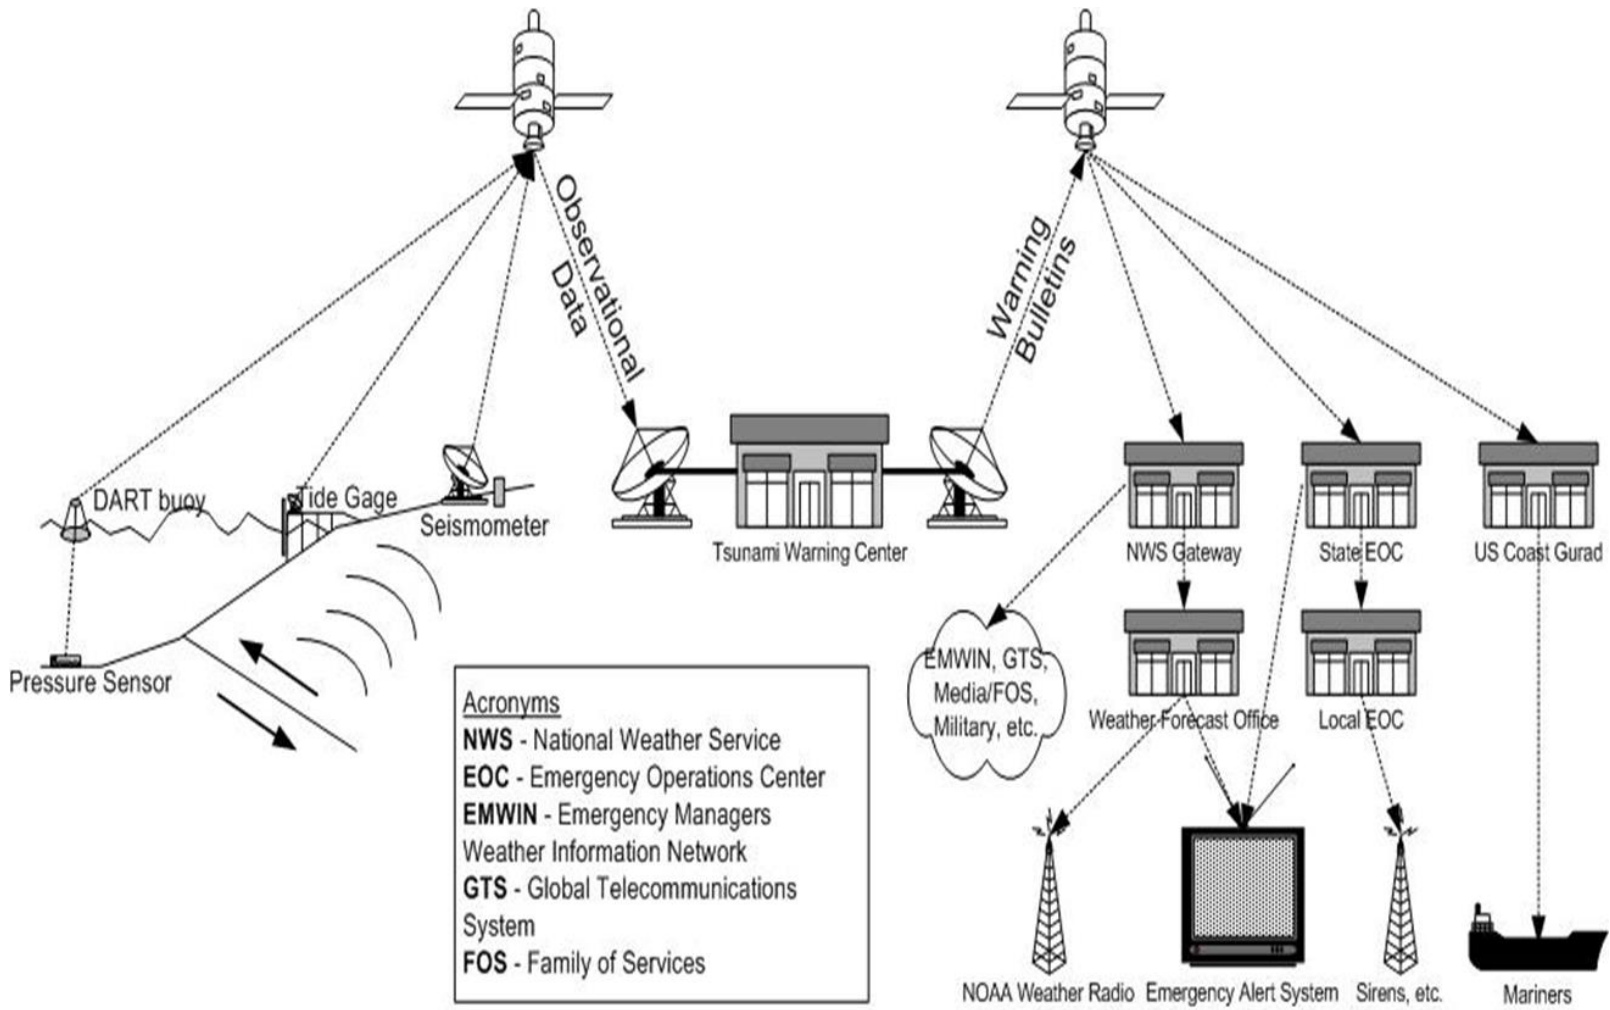 Observational
Data
Warning
Bulletins
DART buoy
Tide Gage
Seismometer
Pressure Sensor
Tsunami Warning Center
NWS Gateway
State EOC
US Coast Gurad
EMWIN, GTS,
Media/FOS,
Military, etc.
Weather Forecast Office
Local EOC
Acronyms
NWS - National Weather Service
EOC - Emergency Operations Center
EMWIN - Emergency Managers
Weather Information Network
GTS - Global Telecommunications
System
FOS - Family of Services
NOAA Weather Radio
Emergency Alert System
Sirens, etc.
Mariners